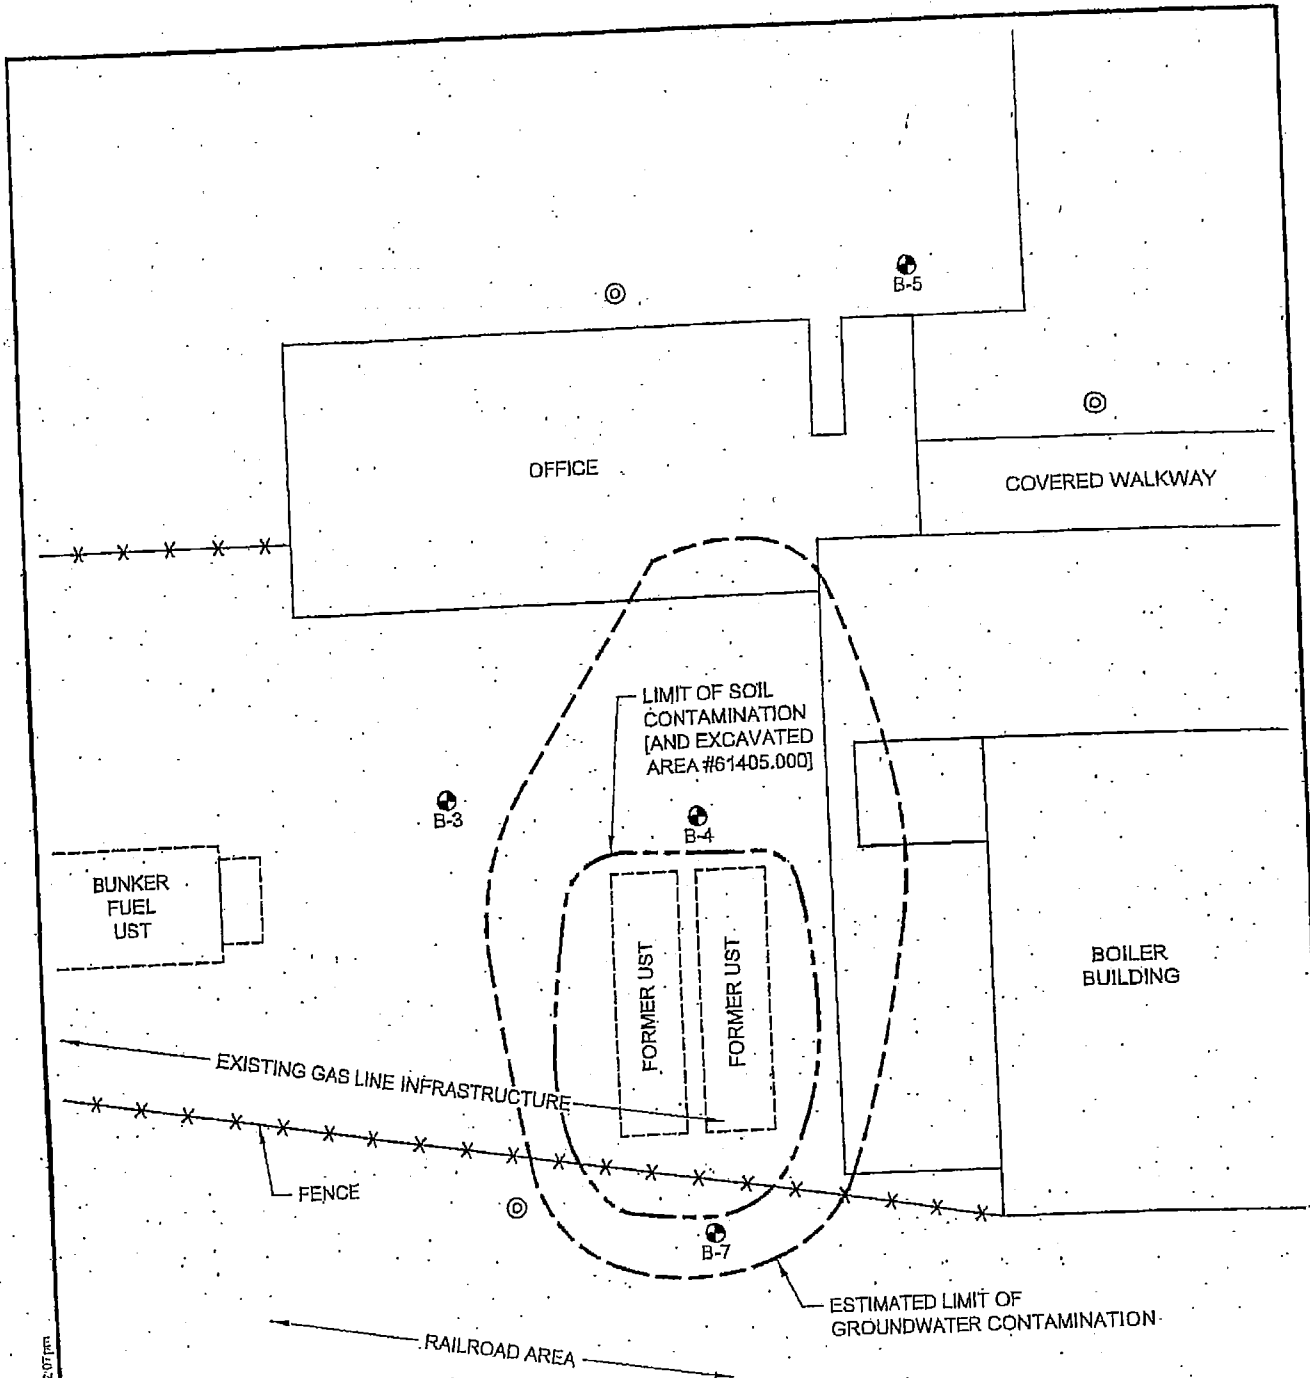 B-5
OFFICE
COVERED WALKWAY
LIMIT OF SOIL
CONTAMINATION
[AND EXCAVATED
AREA #61405.000]
B-3
B-4
BUNKER
FUEL
UST
FORMER UST
FORMER UST
BOILER
BUILDING
EXISTING GAS LINE INFRASTRUCTURE
FENCE
B-7
ESTIMATED LIMIT OF
GROUNDWATER CONTAMINATION
RAILROAD AREA